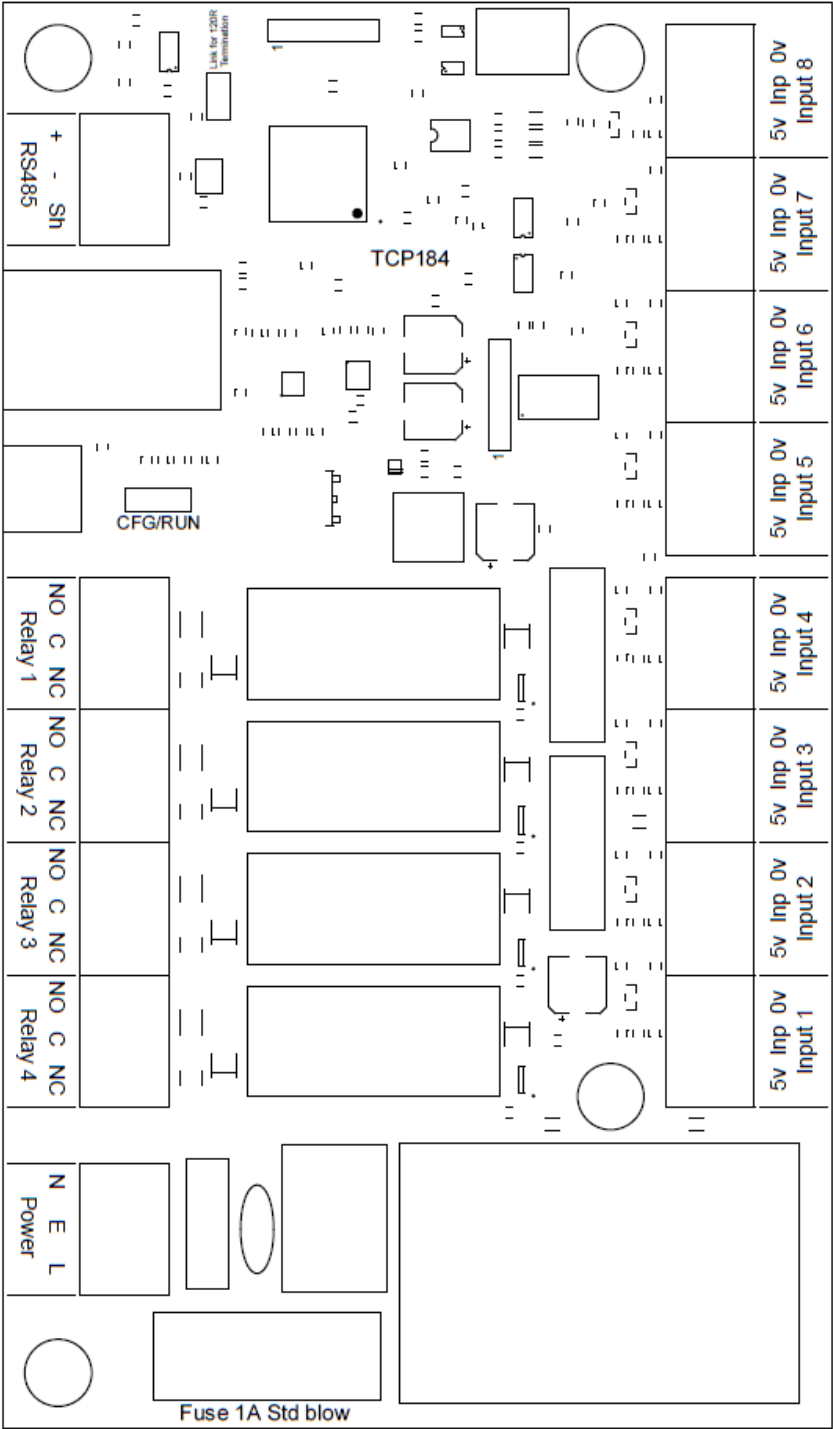 Link for 120R
Termination
1
5v Inp 0v
Input 8
+ - Sh
RS485
5v Inp 0v
Input 7
TCP184
5v Inp 0v
Input 6
1
5v Inp 0v
Input 5
CFG/RUN
NO C NC
Relay 1
5v Inp 0v
Input 4
NO C NC
Relay 2
5v Inp 0v
Input 3
NO C NC
Relay 3
5v Inp 0v
Input 2
NO C NC
Relay 4
5v Inp 0v
Input 1
N E L
Power
Fuse 1A Std blow